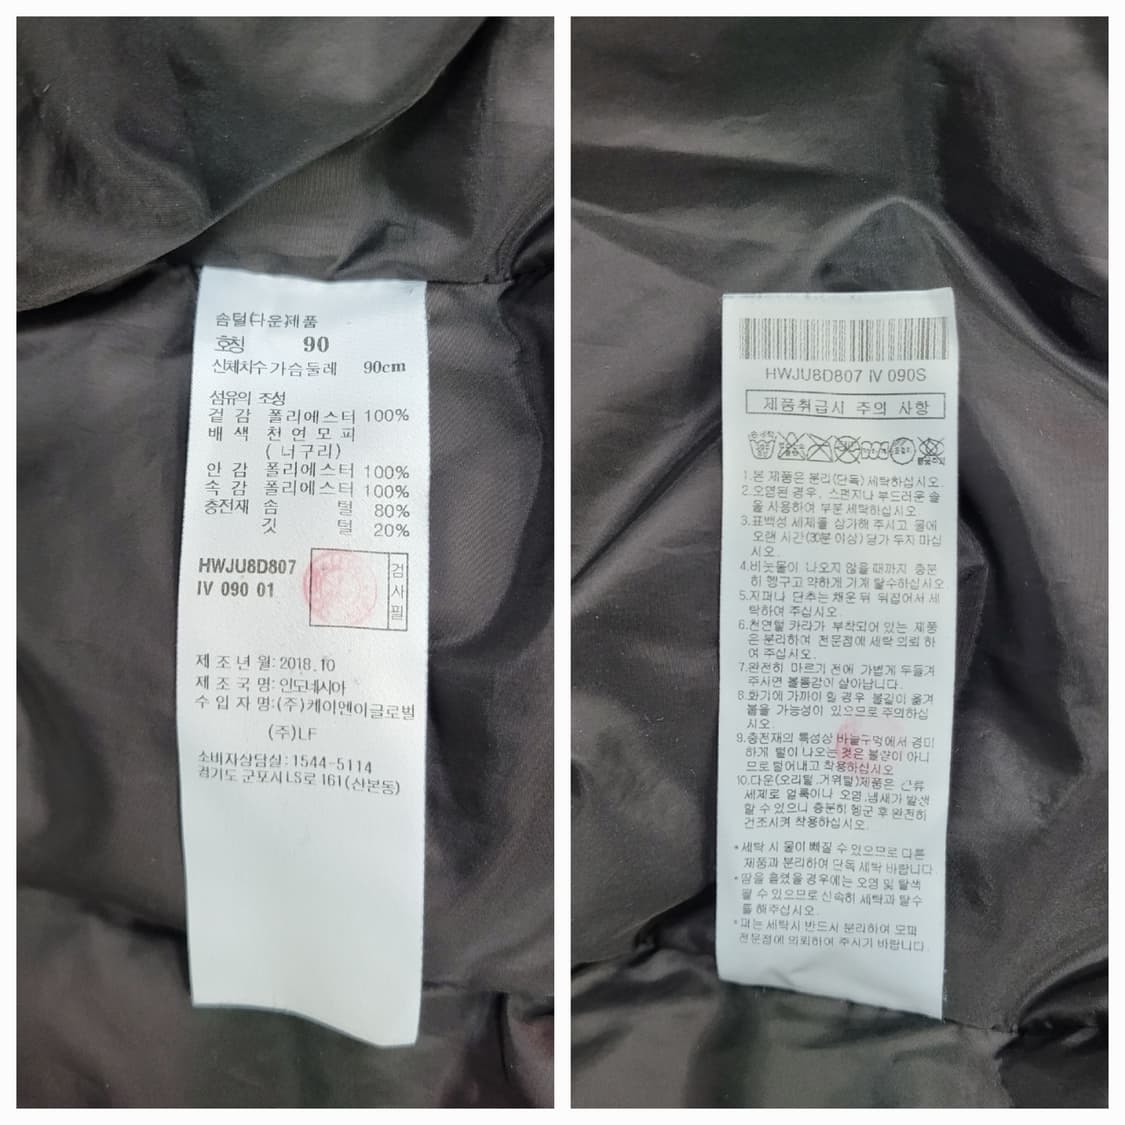 솜털(다운)제품
호칭 90
신체치수 가슴둘레 90cm
섬유의 조성
겉 감 폴리에스터 100%
배 색 천연모피
(너구리)
안 감 폴리에스터 100%
속 감 폴리에스터 100%
충전재 솜 털 80%
깃 털 20%
HWJU8D807
IV 090 01
검사필
제 조 년 월: 2018.10
제 조 국 명: 인도네시아
수 입 자 명: (주)케이앤이글로벌
(주)LF
소비자상담실: 1544-5114
경기도 군포시 LS로 161(산본동)
HWJU8D807 IV 090S
제품취급시 주의 사항
1.본 제품은 분리(단독) 세탁하십시오.
2.오염된 경우, 스펀지나 부드러운 솔
을 사용하여 부분 세탁하십시오
3.표백성 세제를 삼가해 주시고 물에
오랜 시간(30분 이상) 담가 두지 마십
시오.
4.비눗물이 나오지 않을 때까지 충분
히 헹구고 약하게 기계 탈수하십시오
5.지퍼나 단추는 채운 뒤 뒤집어서 세
탁하여 주십시오.
6.천연털 카라가 부착되어 있는 제품
은 분리하여 전문점에 세탁 의뢰 하
여 주십시오.
7.완전히 마르기 전에 가볍게 두들겨
주시면 볼륨감이 살아납니다.
8.화기에 가까이 할 경우 불길이 옮겨
붙을 가능성이 있으므로 주의하십
시오.
9.충전재의 특성상 바늘구멍에서 경미
하게 털이 나오는 것은 불량이 아니
므로 털어내고 착용하십시오
10.다운(오리털,거위털)제품은 잔류
세제로 얼룩이나 오염,냄새가 발생
할 수 있으니 충분히 헹군 후 완전히
건조시켜 착용하십시오.
*세탁 시 물이 빠질 수 있으므로 다른
제품과 분리하여 단독 세탁 바랍니다.
*땀을 흘렸을 경우에는 오염 및 탈색
될 수 있으므로 신속히 세탁과 탈수
를 해주십시오.
*퍼는 세탁시 반드시 분리하여 모피
전문점에 의뢰하여 주시기 바랍니다.